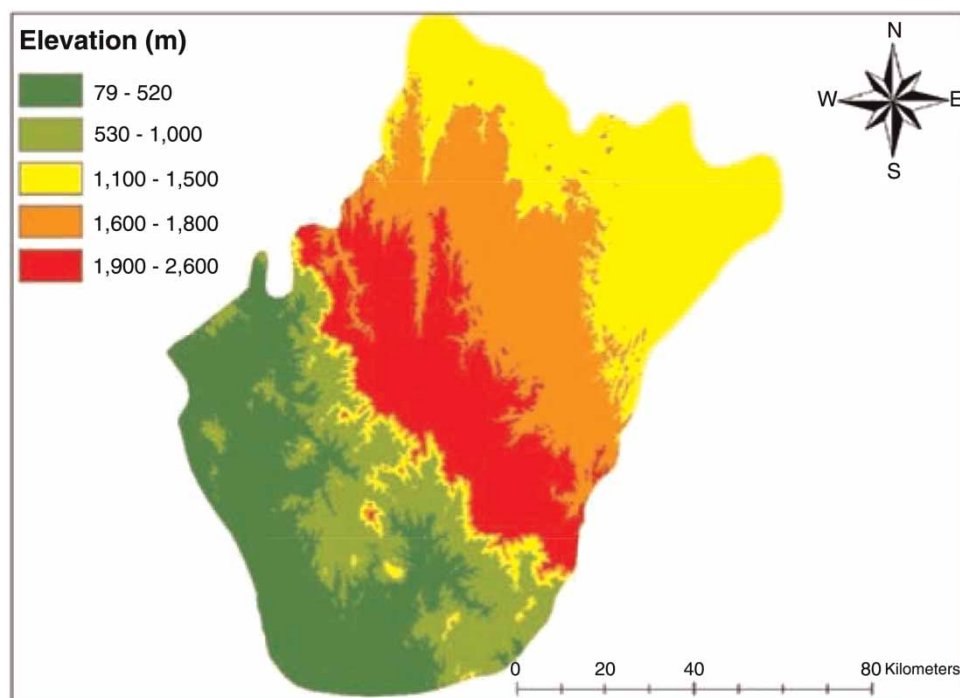 Elevation (m)
79 - 520
530 - 1,000
1,100 - 1,500
1,600 - 1,800
1,900 - 2,600
N
W E
S
0 20 40 80 Kilometers